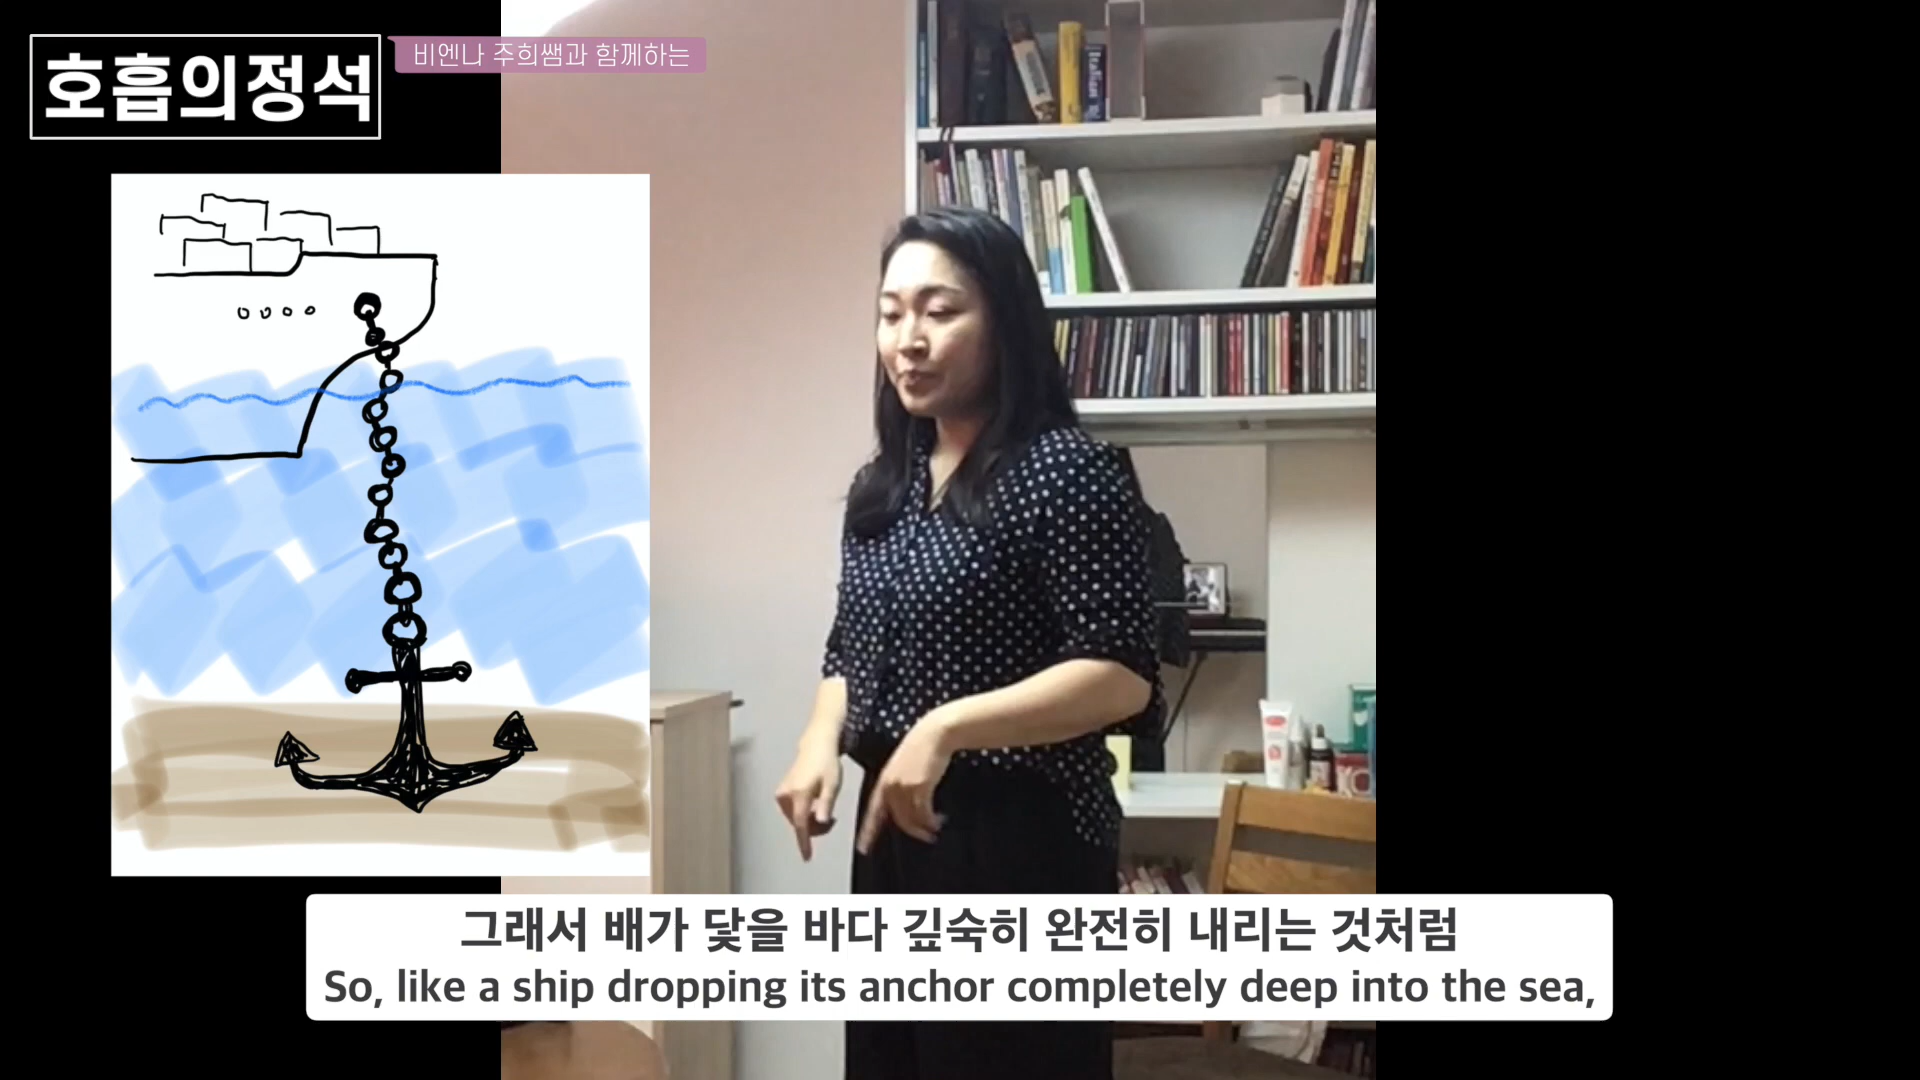 호흡의정석
비엔나 주희쌤과 함께하는
Italian
그래서 배가 닻을 바다 깊숙히 완전히 내리는 것처럼
So, like a ship dropping its anchor completely deep into the sea,